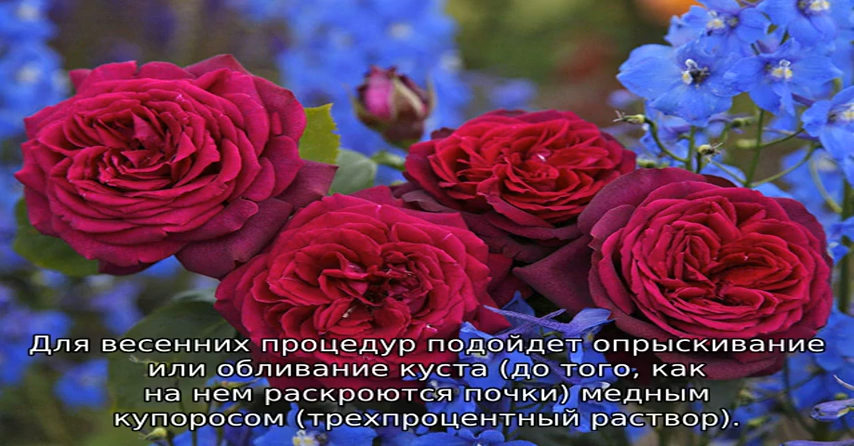 Для весенних процедур подойдет опрыскивание
или обливание куста (до того, как
на нем раскроются почки) медным
купоросом (трехпроцентный раствор).